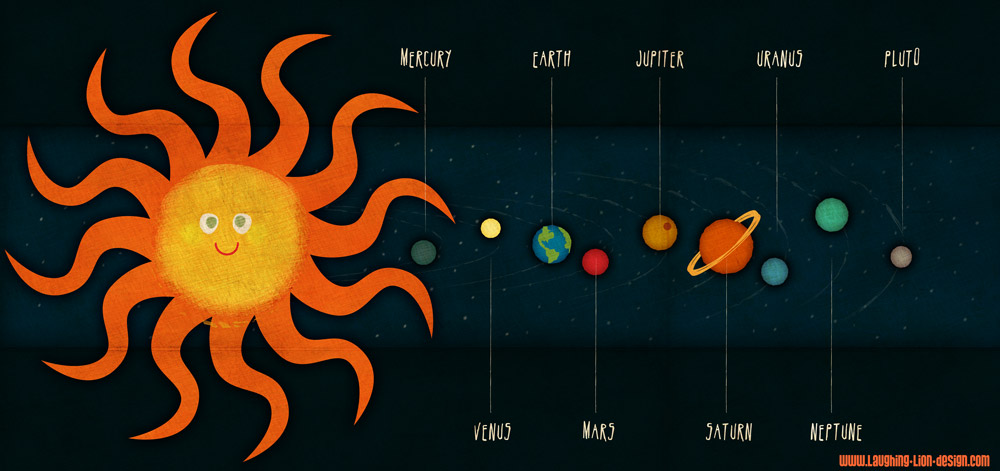 MERCURY
EARTH
JUPITER
URANUS
PLUTO
VENUS
MARS
SATURN
NEPTUNE
www.Laughing-Lion-design.com